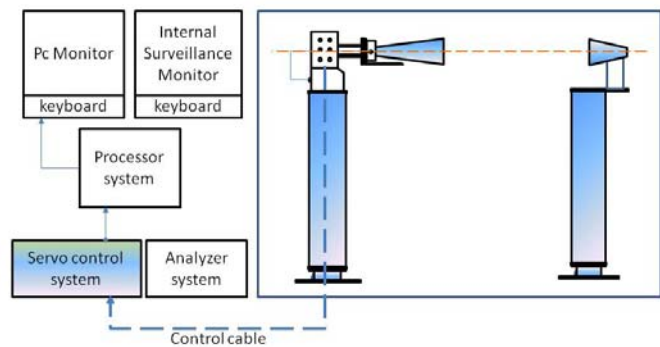 Pc Monitor
keyboard
Internal
Surveillance
Monitor
keyboard
Processor
system
Servo control
system
Analyzer
system
Control cable